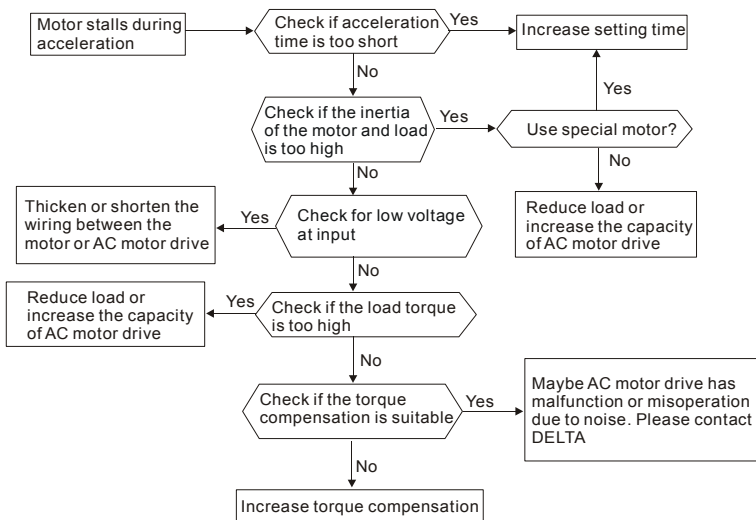 Motor stalls during
acceleration
Check if acceleration
time is too short
Yes
Increase setting time
No
Yes
Check if the inertia
of the motor and load
is too high
Yes
Use special motor?
No
No
Thicken or shorten the
wiring between the
motor or AC motor drive
Yes
Check for low voltage
at input
Reduce load or
increase the capacity
of AC motor drive
No
Reduce load or
increase the capacity
of AC motor drive
Yes
Check if the load torque
is too high
No
Check if the torque
compensation is suitable
Yes
Maybe AC motor drive has
malfunction or misoperation
due to noise. Please contact
DELTA
No
Increase torque compensation